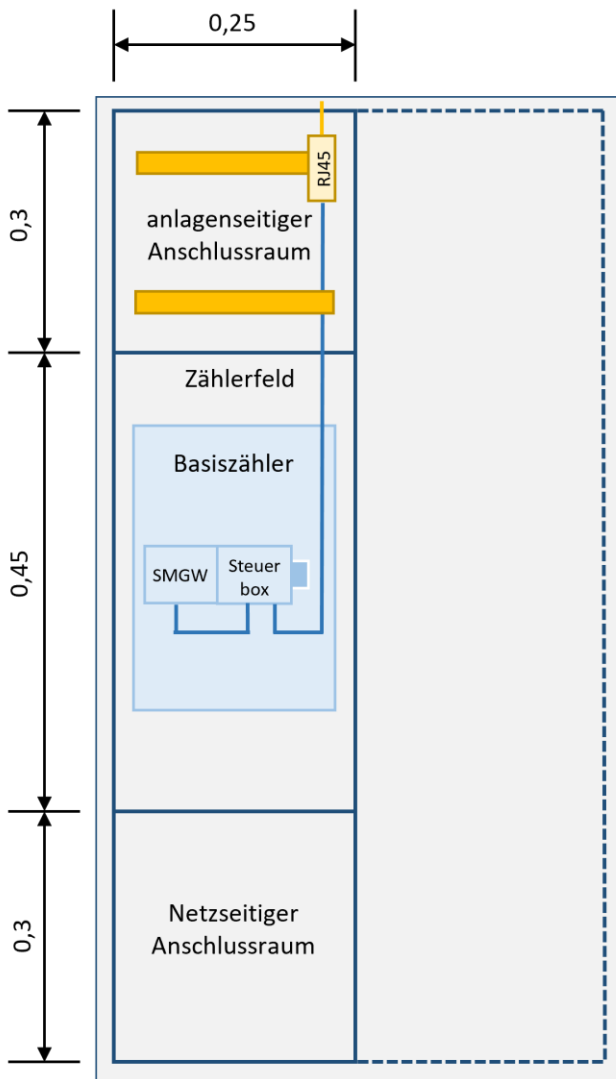 0,25
0,3
RJ45
anlagenseitiger
Anschlussraum
Zählerfeld
0,45
Basiszähler
SMGW
Steuer
box
0,3
Netzseitiger
Anschlussraum